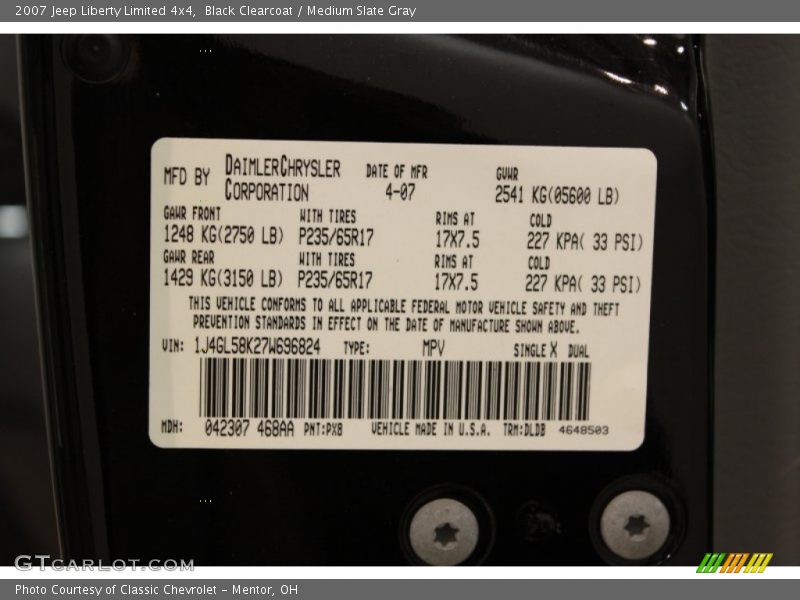 2007 Jeep Liberty Limited 4x4, Black Clearcoat / Medium Slate Gray
MFD BY DAIMLERCHRYSLER CORPORATION DATE OF MFR 4-07 GVWR 2541 KG(05600 LB)
GAWR FRONT WITH TIRES RIMS AT COLD
1248 KG(2750 LB) P235/65R17 17X7.5 227 KPA( 33 PSI)
GAWR REAR WITH TIRES RIMS AT COLD
1429 KG(3150 LB) P235/65R17 17X7.5 227 KPA( 33 PSI)
THIS VEHICLE CONFORMS TO ALL APPLICABLE FEDERAL MOTOR VEHICLE SAFETY AND THEFT
PREVENTION STANDARDS IN EFFECT ON THE DATE OF MANUFACTURE SHOWN ABOVE.
VIN: 1J4GL58K27W696824 TYPE: MPV SINGLE X DUAL
MDH: 042307 468AA PNT:PX8 VEHICLE MADE IN U.S.A. TRM:DLDB 4648503
GTCARLOT.COM
Photo Courtesy of Classic Chevrolet - Mentor, OH